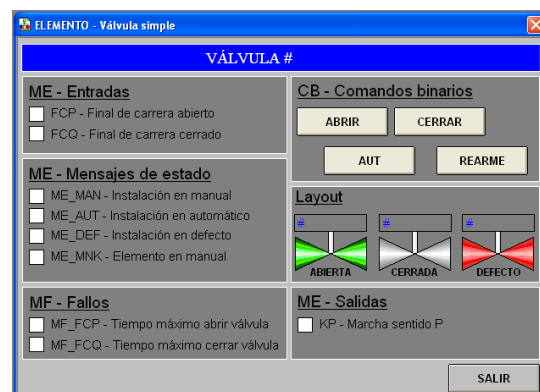 ELEMENTO - Válvula simple
VÁLVULA #
ME - Entradas
FCP - Final de carrera abierto
FCQ - Final de carrera cerrado
ME - Mensajes de estado
ME_MAN - Instalación en manual
ME_AUT - Instalación en automático
ME_DEF - Instalación en defecto
ME_MNK - Elemento en manual
MF - Fallos
MF_FCP - Tiempo máximo abrir válvula
MF_FCQ - Tiempo máximo cerrar válvula
CB - Comandos binarios
ABRIR CERRAR
AUT REARME
Layout
# # #
ABIERTA CERRADA DEFECTO
ME - Salidas
KP - Marcha sentido P
SALIR